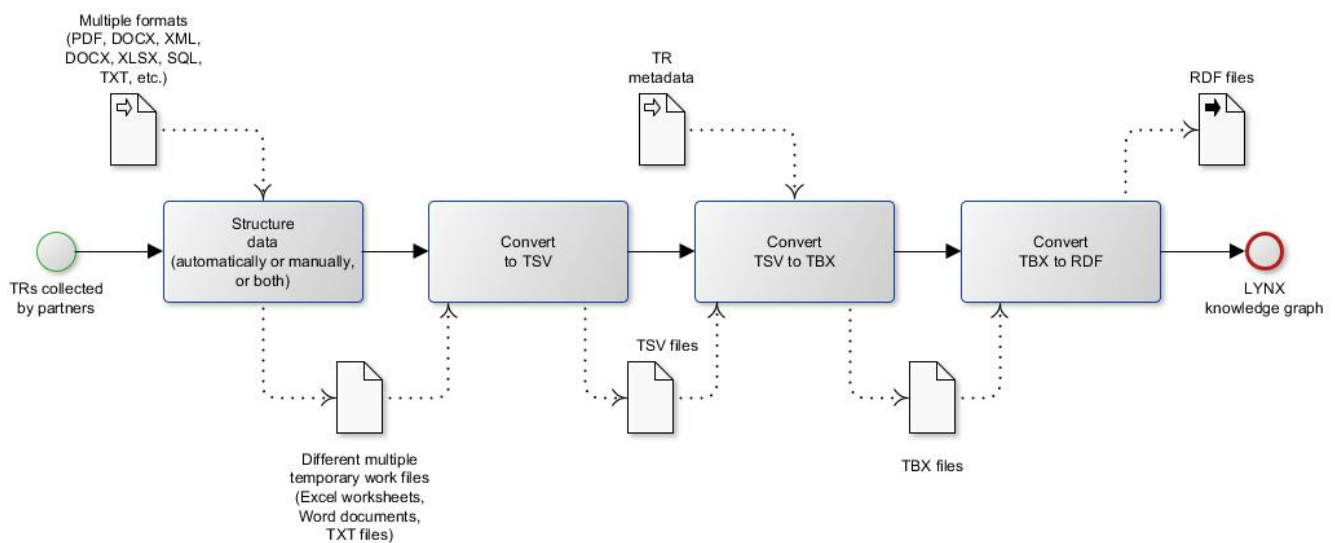 Multiple formats
(PDF, DOCX, XML,
DOCX, XLSX, SQL,
TXT, etc.)
TR
metadata
RDF files
Structure
data
(automatically or manually,
or both)
Convert
to TSV
Convert
TSV to TBX
Convert
TBX to RDF
TRs collected
by partners
LYNX
knowledge graph
TSV files
Different multiple
temporary work files
(Excel worksheets,
Word documents,
TXT files)
TBX files